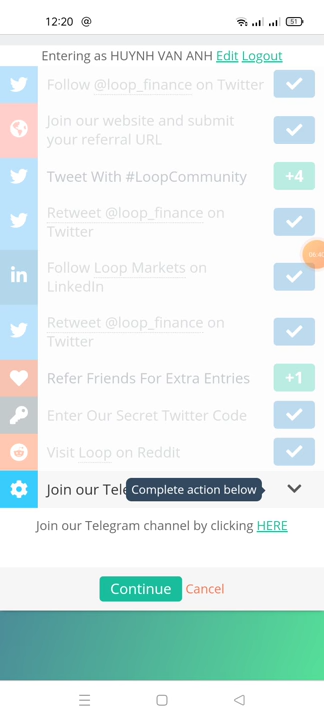 12:20 @
51
Entering as HUYNH VAN ANH Edit Logout
Follow @loop_finance on Twitter
Join our website and submit
your referral URL
Tweet With #LoopCommunity +4
Retweet @loop_finance on
Twitter
in Follow Loop Markets on
LinkedIn
Retweet @loop_finance on
Twitter
Refer Friends For Extra Entries +1
Enter Our Secret Twitter Code
Visit Loop on Reddit
Join our Complete action below
Join our Telegram channel by clicking HERE
Continue Cancel